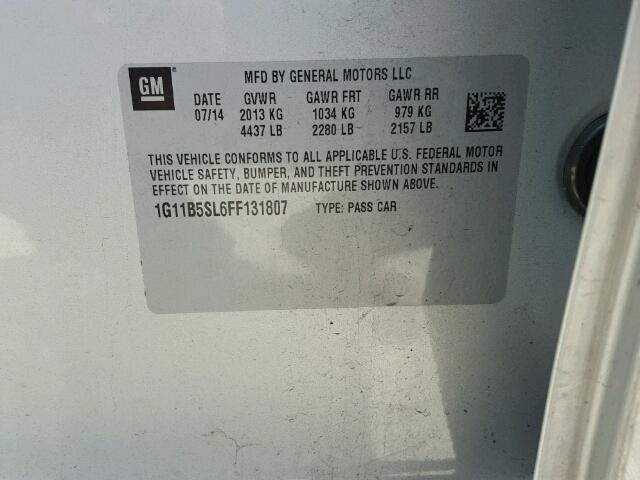 GM
MFD BY GENERAL MOTORS LLC
DATE GVWR GAWR FRT GAWR RR
07/14 2013 KG 1034 KG 979 KG
4437 LB 2280 LB 2157 LB
THIS VEHICLE CONFORMS TO ALL APPLICABLE U.S. FEDERAL MOTOR
VEHICLE SAFETY, BUMPER, AND THEFT PREVENTION STANDARDS IN
EFFECT ON THE DATE OF MANUFACTURE SHOWN ABOVE.
1G11B5SL6FF131807 TYPE: PASS CAR